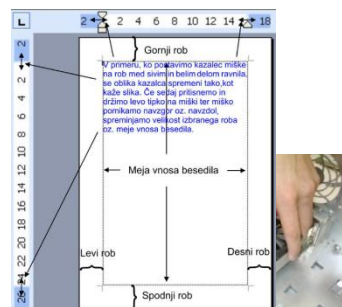 L
2 2 4 6 8 10 12 14 18
2 2 4 6 8 10 12 14 16 18 20 22 24 26
Gornji rob
V primeru, ko postavimo kazalec miške
na rob med sivim in belim delom ravnila,
se oblika kazalca spremeni tako,kot
kaže slika. Če sedaj pritisnemo in
držimo levo tipko na miški ter miško
pomikamo navzgor oz. navzdol,
spreminjamo velikost izbranega roba
oz. meje vnosa besedila.
Meja vnosa besedila
Levi rob
Desni rob
Spodnji rob